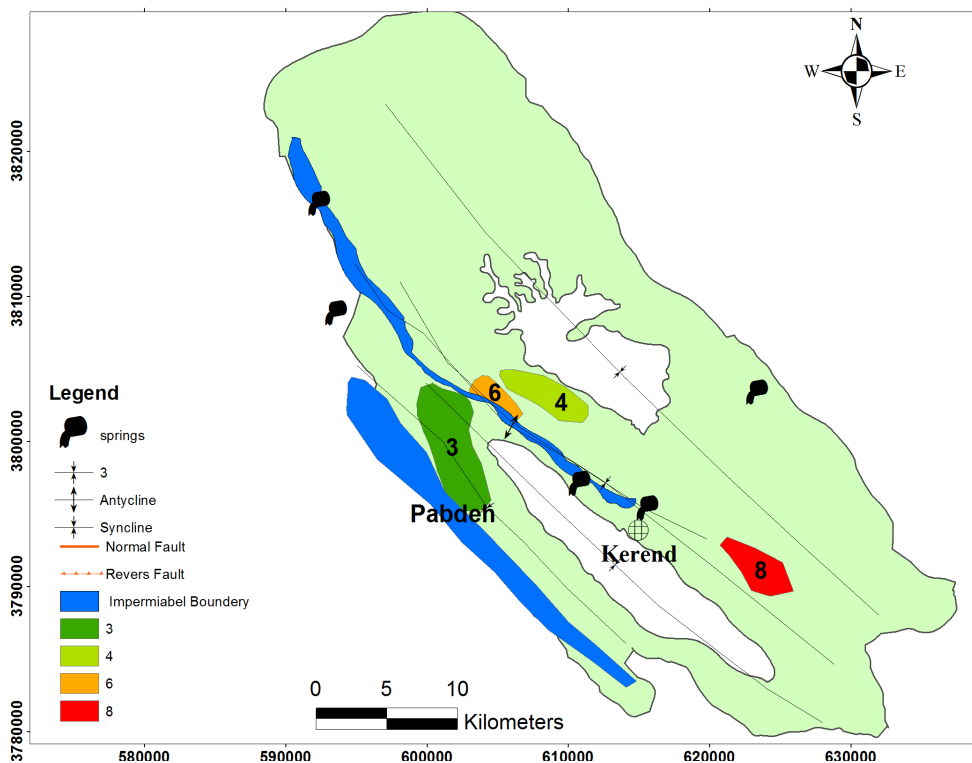 N
W
E
S
3820000
3810000
3800000
3790000
3780000
580000
590000
600000
610000
620000
630000
6
4
3
8
Pabdeh
Kerend
Legend
springs
3
Antycline
Syncline
Normal Fault
Revers Fault
Impermiabel Boundery
3
4
6
8
0
5
10
Kilometers